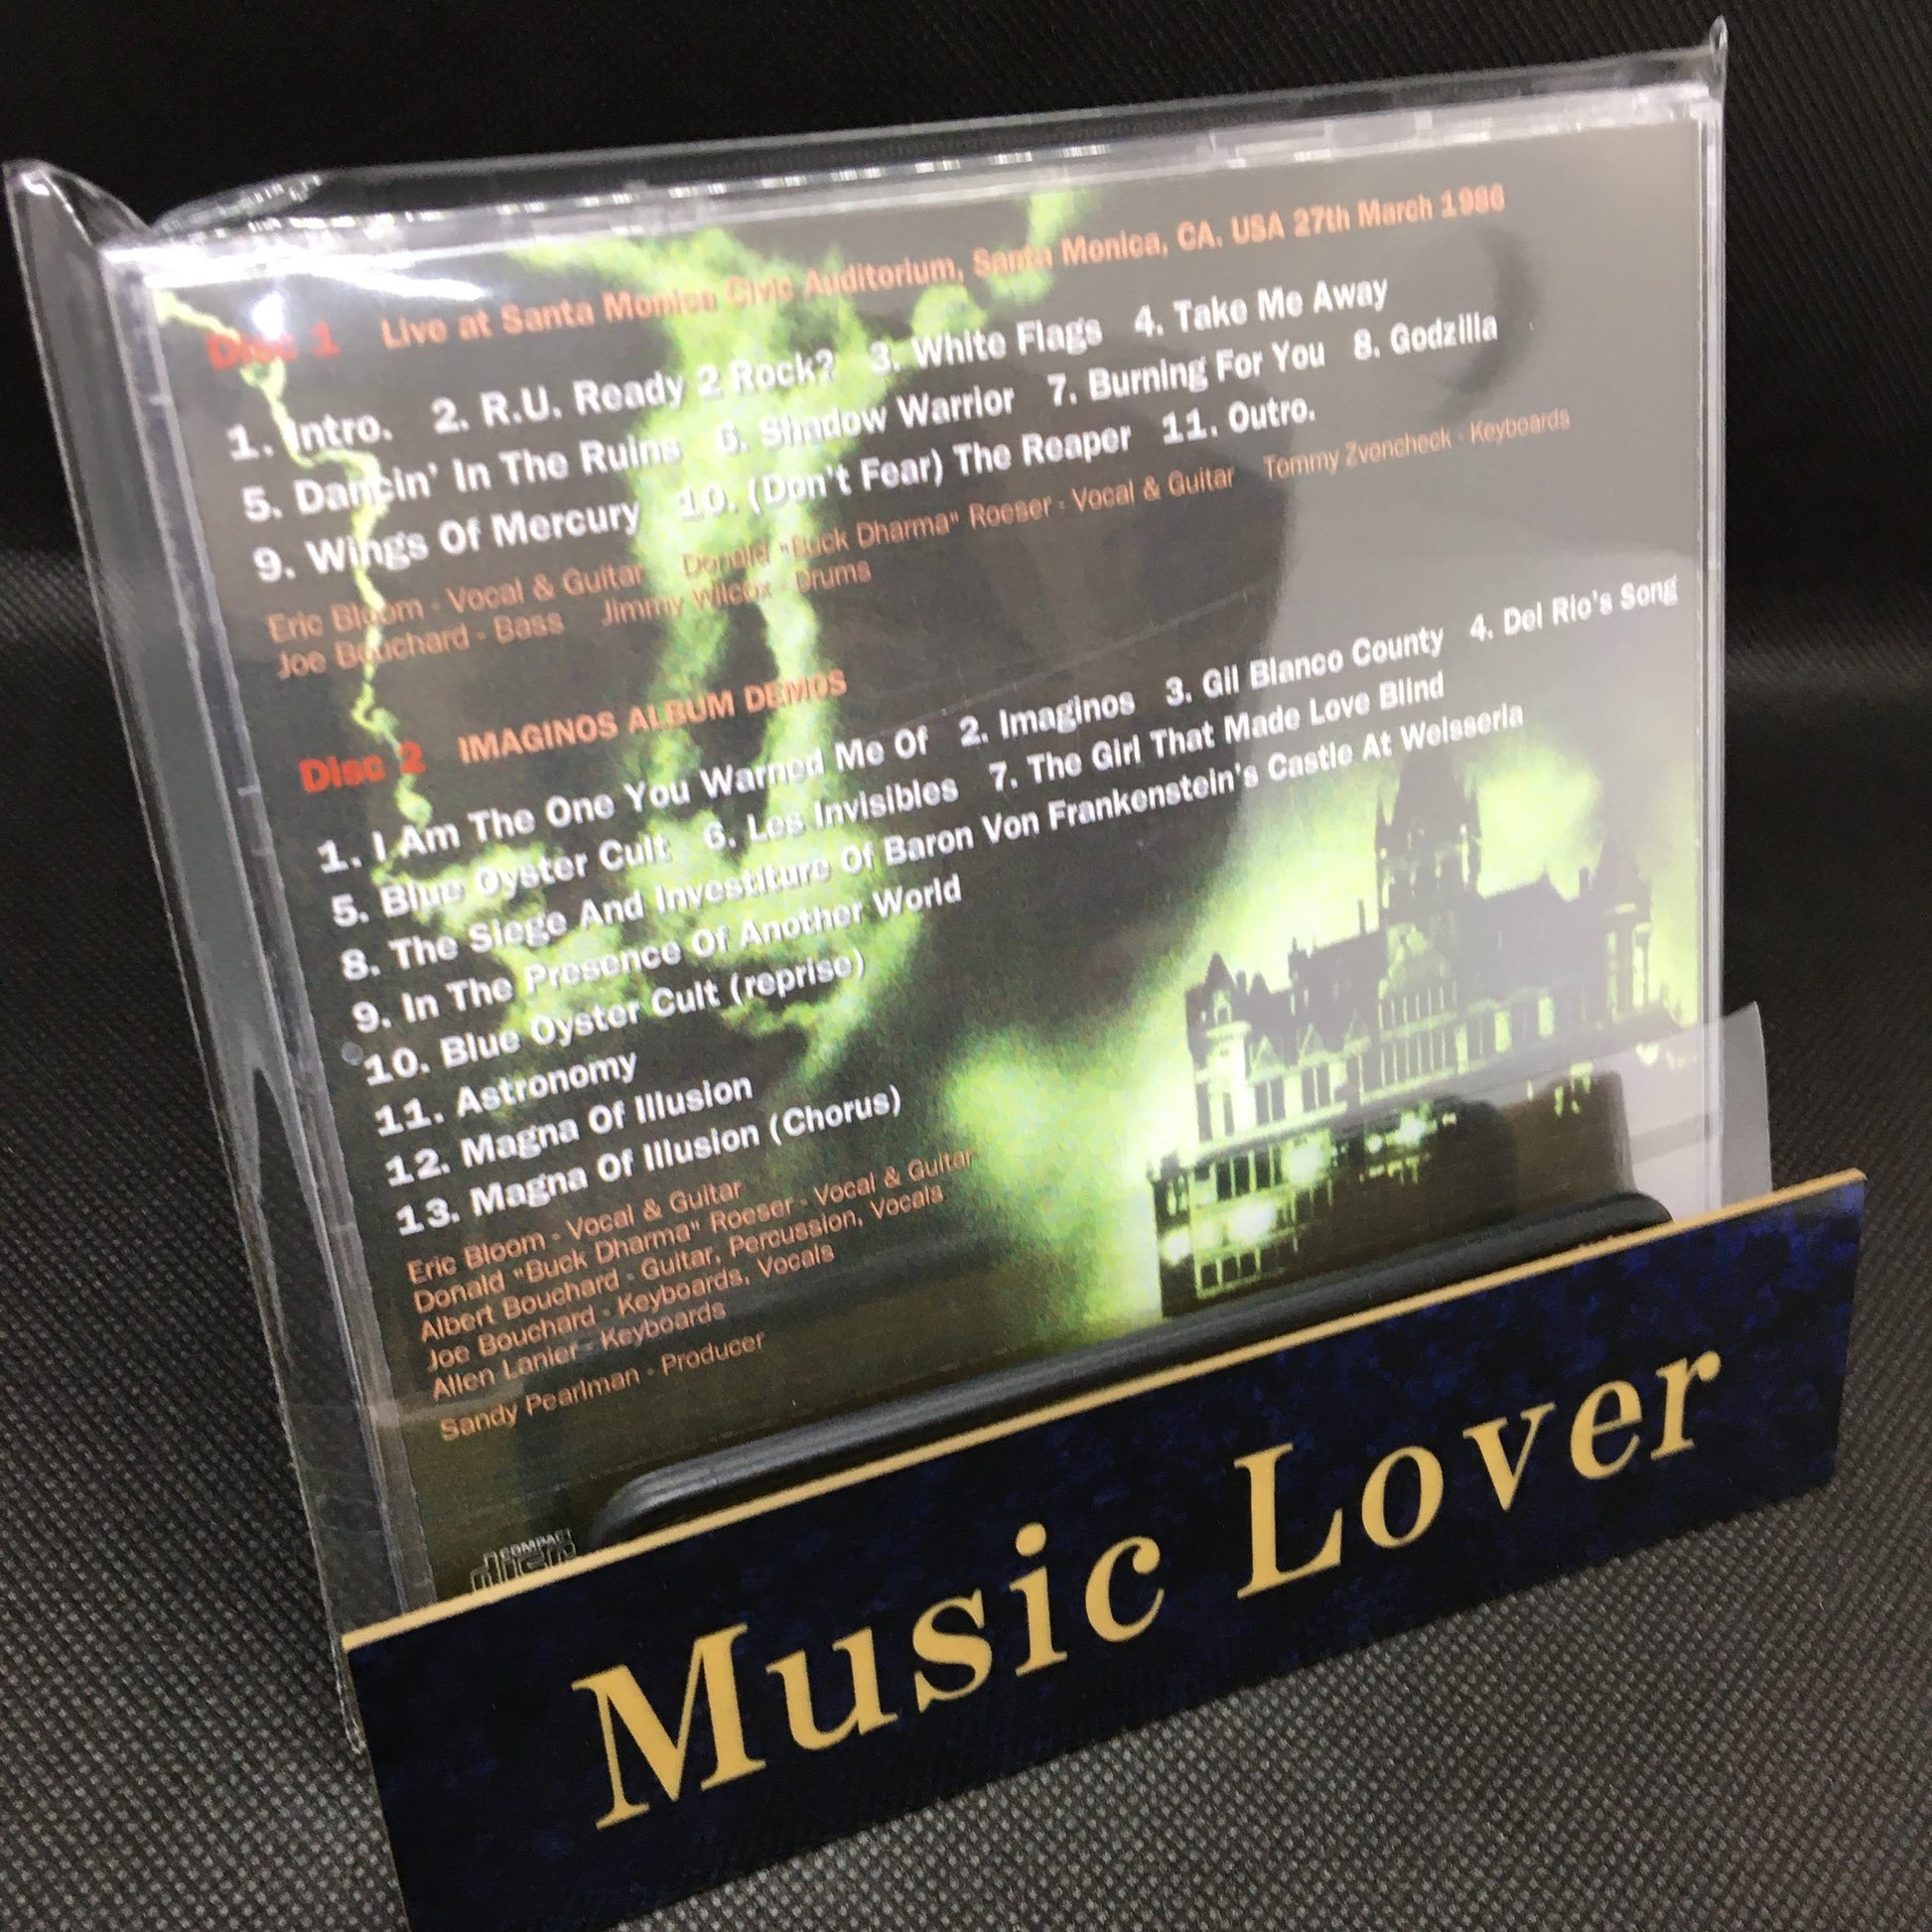 Disc 1 Live at Santa Monica Civic Auditorium, Santa Monica, CA. USA 27th March 1986
1. Intro. 2. R.U. Ready 2 Rock? 3. White Flags 4. Take Me Away
5. Dancin' In The Ruins 6. Shadow Warrior 7. Burning For You 8. Godzilla
9. Wings Of Mercury 10. (Don't Fear) The Reaper 11. Outro.
Eric Bloom - Vocal & Guitar Donald "Buck Dharma" Roeser - Vocal & Guitar Tommy Zvoncheck - Keyboards
Joe Bouchard - Bass Jimmy Wilcox - Drums
Disc 2 IMAGINOS ALBUM DEMOS
1. I Am The One You Warned Me Of 2. Imaginos 3. Gil Blanco County 4. Del Rio's Song
5. Blue Oyster Cult 6. Les Invisibles 7. The Girl That Made Love Blind
8. The Siege And Investiture Of Baron Von Frankenstein's Castle At Weisseria
9. In The Presence Of Another World
10. Blue Oyster Cult (reprise)
11. Astronomy
12. Magna Of Illusion
13. Magna Of Illusion (Chorus)
Eric Bloom - Vocal & Guitar
Donald "Buck Dharma" Roeser - Vocal & Guitar
Albert Bouchard - Guitar, Percussion, Vocals
Joe Bouchard - Keyboards, Vocals
Allen Lanier - Keyboards
Sandy Pearlman - Producer
COMPACT
disc
Music Lover